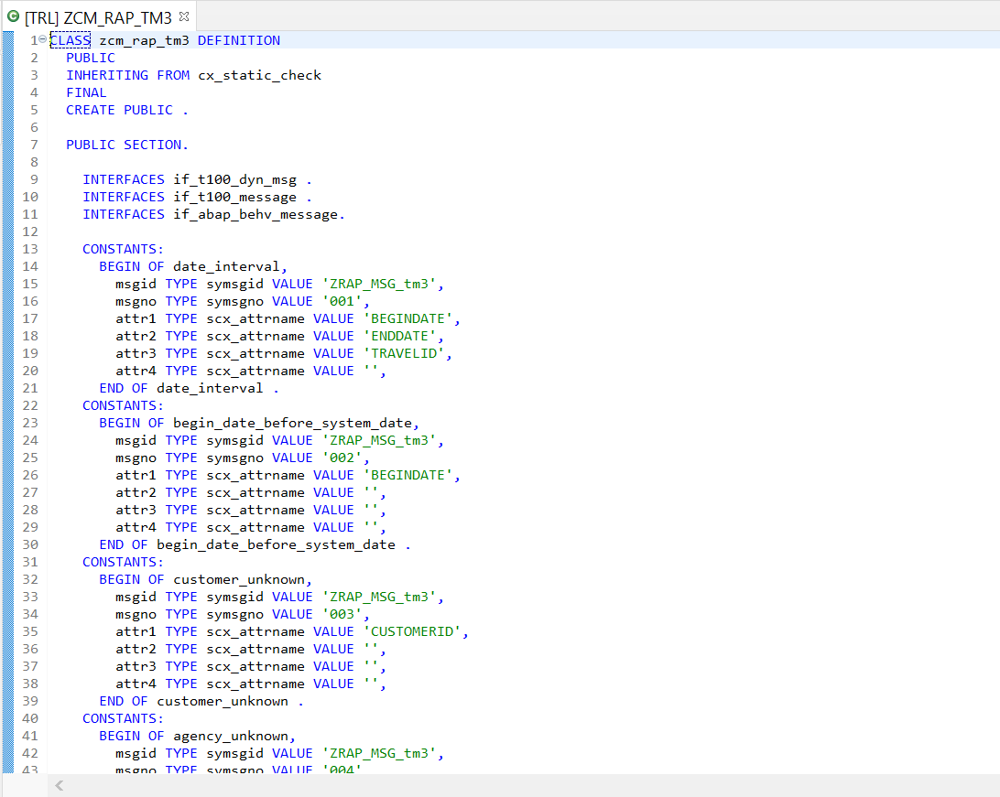 [TRL] ZCM_RAP_TM3
1 CLASS zcm_rap_tm3 DEFINITION
2 PUBLIC
3 INHERITING FROM cx_static_check
4 FINAL
5 CREATE PUBLIC .
6
7 PUBLIC SECTION.
8
9 INTERFACES if_t100_dyn_msg .
10 INTERFACES if_t100_message .
11 INTERFACES if_abap_behv_message.
12
13 CONSTANTS:
14 BEGIN OF date_interval,
15 msgid TYPE symsgid VALUE 'ZRAP_MSG_tm3',
16 msgno TYPE symsgno VALUE '001',
17 attr1 TYPE scx_attrname VALUE 'BEGINDATE',
18 attr2 TYPE scx_attrname VALUE 'ENDDATE',
19 attr3 TYPE scx_attrname VALUE 'TRAVELID',
20 attr4 TYPE scx_attrname VALUE '',
21 END OF date_interval .
22 CONSTANTS:
23 BEGIN OF begin_date_before_system_date,
24 msgid TYPE symsgid VALUE 'ZRAP_MSG_tm3',
25 msgno TYPE symsgno VALUE '002',
26 attr1 TYPE scx_attrname VALUE 'BEGINDATE',
27 attr2 TYPE scx_attrname VALUE '',
28 attr3 TYPE scx_attrname VALUE '',
29 attr4 TYPE scx_attrname VALUE '',
30 END OF begin_date_before_system_date .
31 CONSTANTS:
32 BEGIN OF customer_unknown,
33 msgid TYPE symsgid VALUE 'ZRAP_MSG_tm3',
34 msgno TYPE symsgno VALUE '003',
35 attr1 TYPE scx_attrname VALUE 'CUSTOMERID',
36 attr2 TYPE scx_attrname VALUE '',
37 attr3 TYPE scx_attrname VALUE '',
38 attr4 TYPE scx_attrname VALUE '',
39 END OF customer_unknown .
40 CONSTANTS:
41 BEGIN OF agency_unknown,
42 msgid TYPE symsgid VALUE 'ZRAP_MSG_tm3',
43 msgno TYPE symsgno VALUE '004'